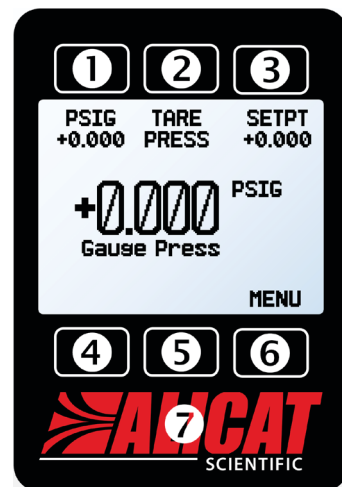 1 2 3
PSIG TARE SETPT
+0.000 PRESS +0.000
+0.000 PSIG
Gauge Press
MENU
4 5 6
ALICAT
7
SCIENTIFIC